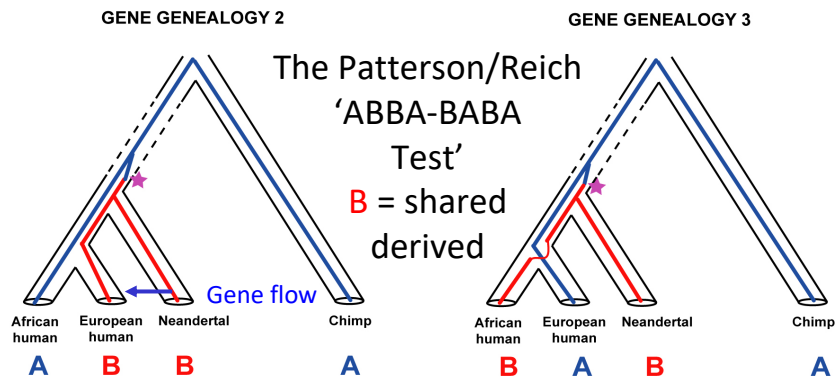 GENE GENEALOGY 2
The Patterson/Reich
'ABBA-BABA
Test'
B = shared
derived
Gene flow
African
human
European
human
Neandertal
Chimp
A
B
B
A
GENE GENEALOGY 3
African
human
European
human
Neandertal
Chimp
B
A
B
A